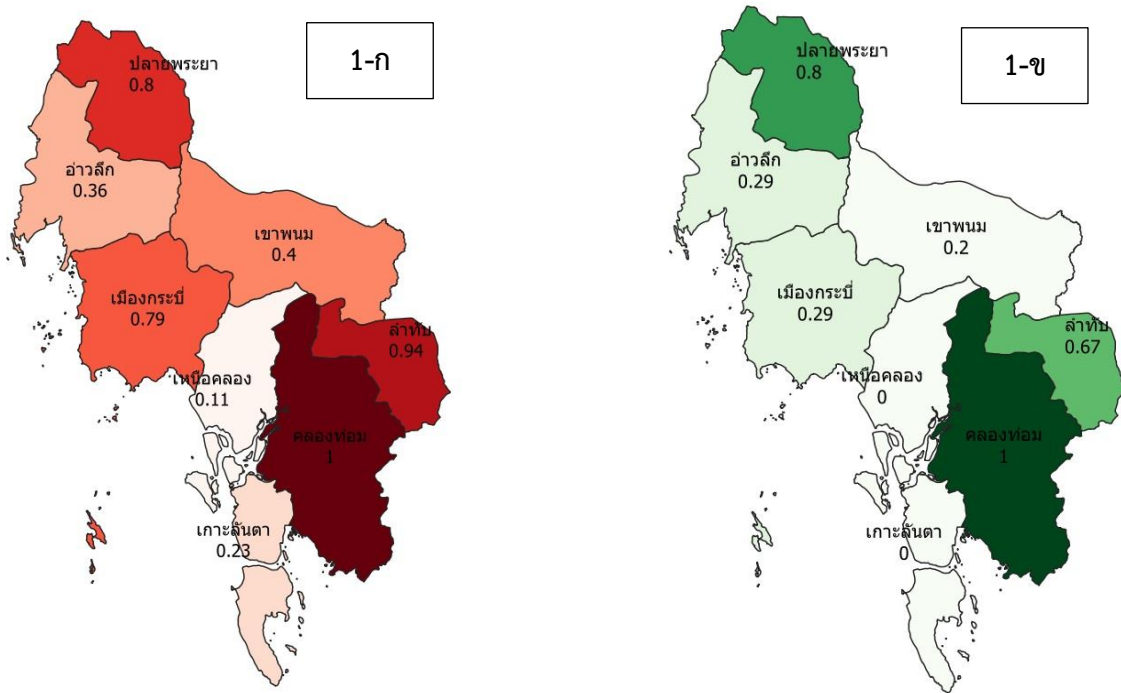 1-ก
ปลายพระยา
0.8
อ่าวลึก
0.36
เขาพนม
0.4
เมืองกระบี่
0.79
ลำทับ
0.94
เหนือคลอง
0.11
คลองท่อม
1
เกาะลันตา
0.23
1-ข
ปลายพระยา
0.8
อ่าวลึก
0.29
เขาพนม
0.2
เมืองกระบี่
0.29
ลำทับ
0.67
เหนือคลอง
0
คลองท่อม
1
เกาะลันตา
0